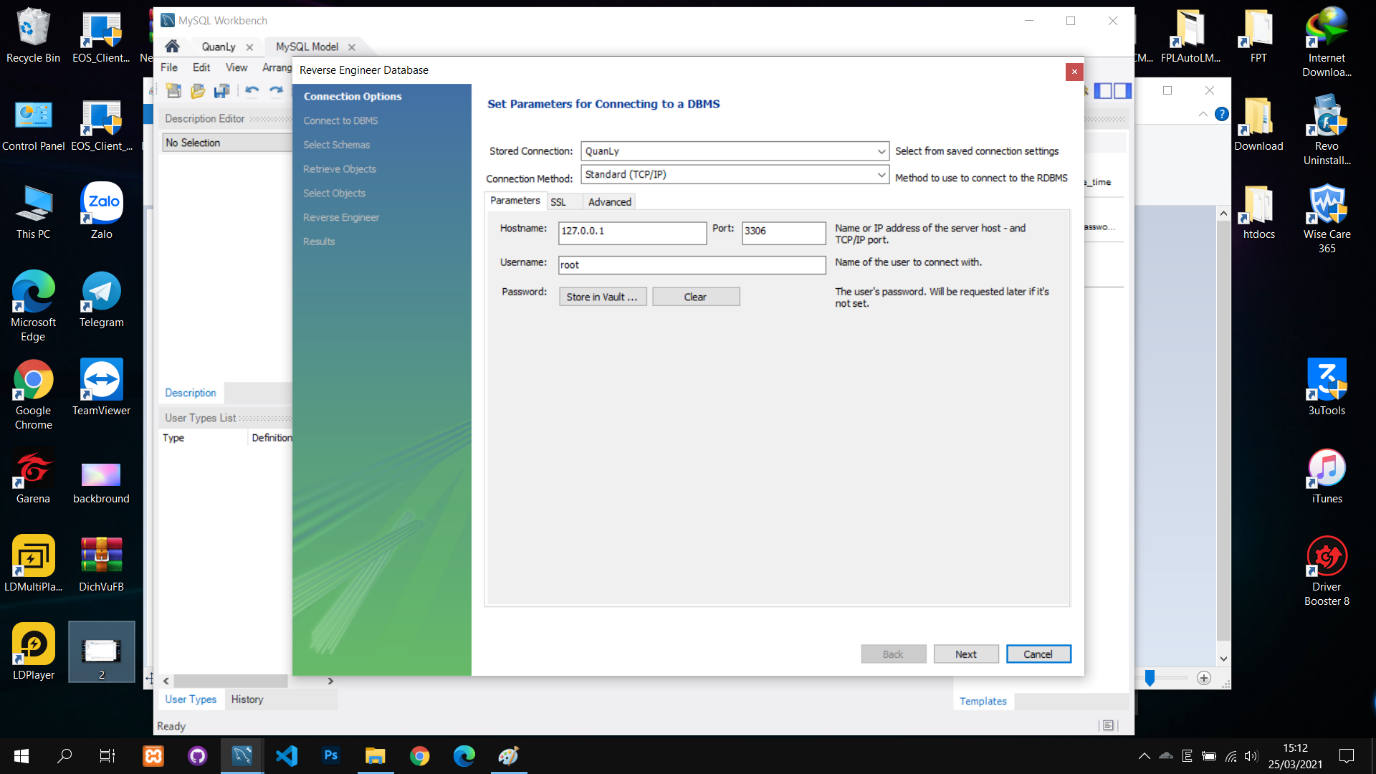 MySQL Workbench
QuanLy
MySQL Model
File Edit View Arrang
Reverse Engineer Database
Description Editor
No Selection
Description
User Types List
Type
Definition
User Types
History
Ready
Connection Options
Connect to DBMS
Select Schemas
Retrieve Objects
Select Objects
Reverse Engineer
Results
Set Parameters for Connecting to a DBMS
Stored Connection: QuanLy Select from saved connection settings
Connection Method: Standard (TCP/IP) Method to use to connect to the RDBMS
Parameters SSL Advanced
Hostname: 127.0.0.1 Port: 3306 Name or IP address of the server host - and
TCP/IP port.
Username: root Name of the user to connect with.
Password: Store in Vault ... Clear The user's password. Will be requested later if it's
not set.
Back Next Cancel
e_time
asswo...
Templates
Recycle Bin
EOS_Client...
Ne
Control Panel
EOS_Client_...
This PC
Zalo
Zalo
Microsoft
Edge
Telegram
Google
Chrome
TeamViewer
Garena
backbround
LDMultiPla...
DichVuFB
LDPlayer
2
CM...
FPLAutoLM...
FPT
Internet
Downloa...
Download
Revo
Uninstall...
htdocs
Wise Care
365
3uTools
iTunes
Driver
Booster 8
Ps
15:12
25/03/2021